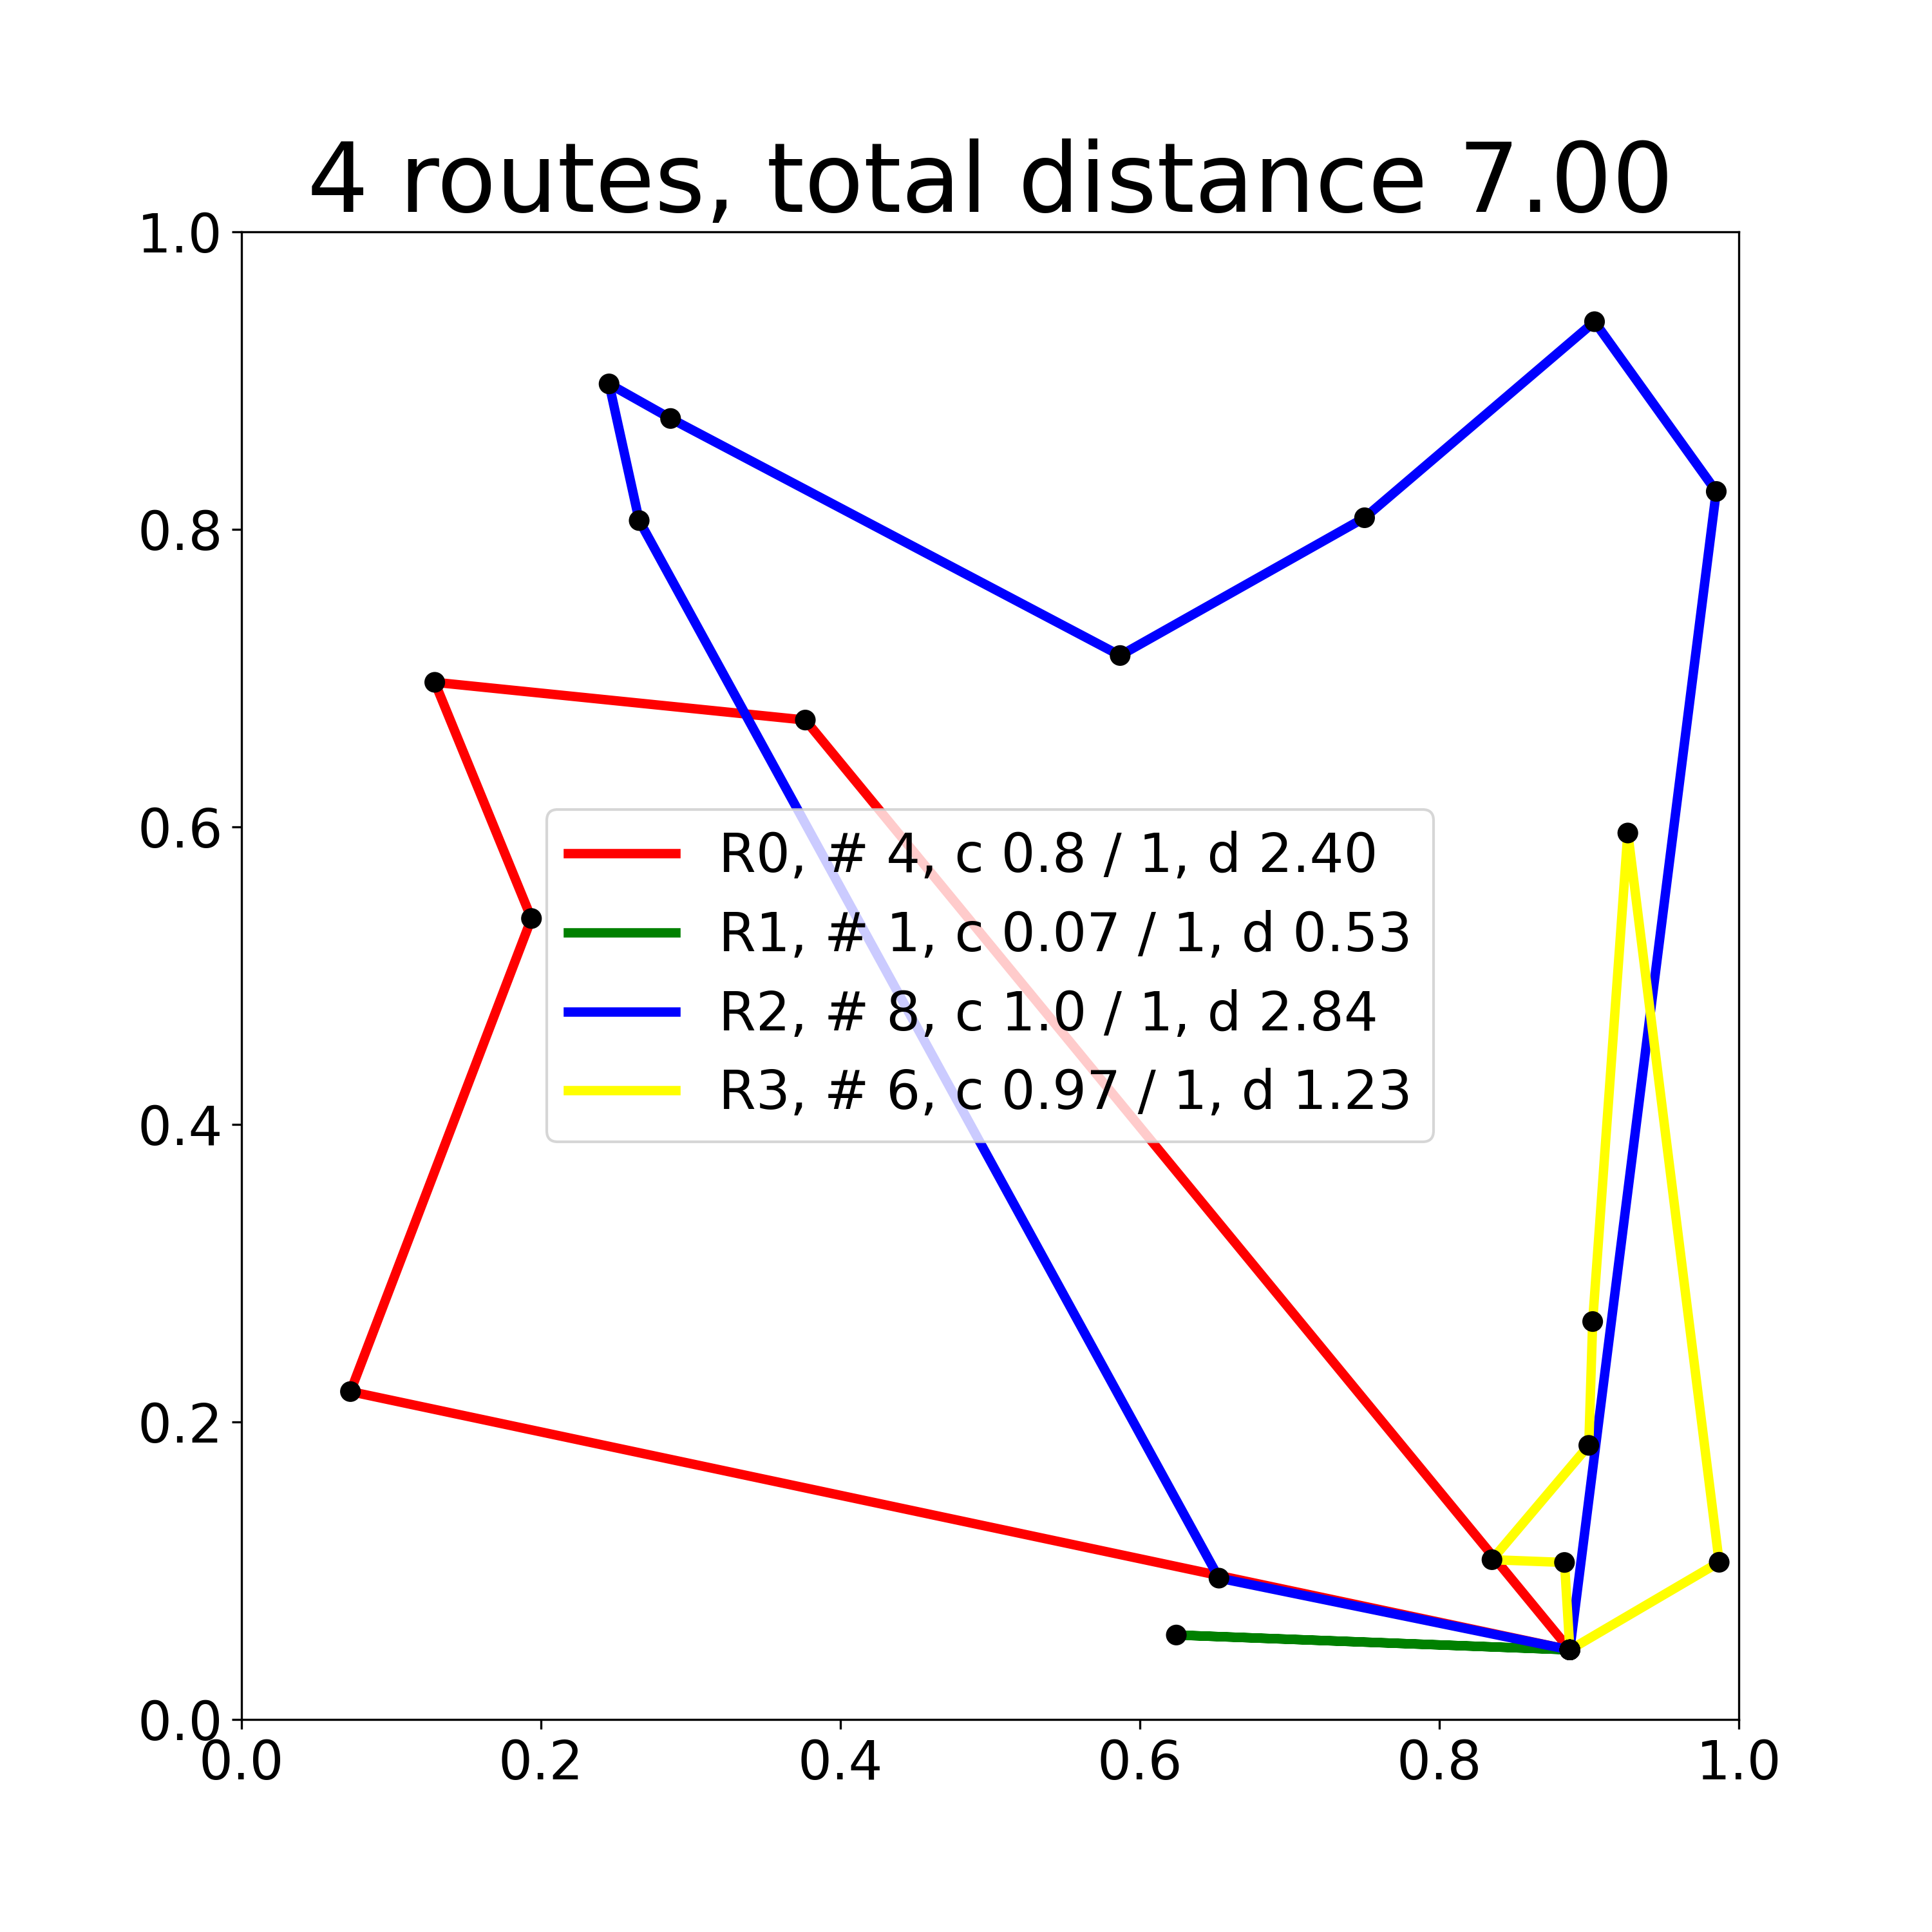 4 routes, total distance 7.00
1.0
0.8
0.6
0.4
0.2
0.0
R0, # 4, c 0.8 / 1, d 2.40
R1, # 1, c 0.07 / 1, d 0.53
R2, # 8, c 1.0 / 1, d 2.84
R3, # 6, c 0.97 / 1, d 1.23
0.0 0.2 0.4 0.6 0.8 1.0